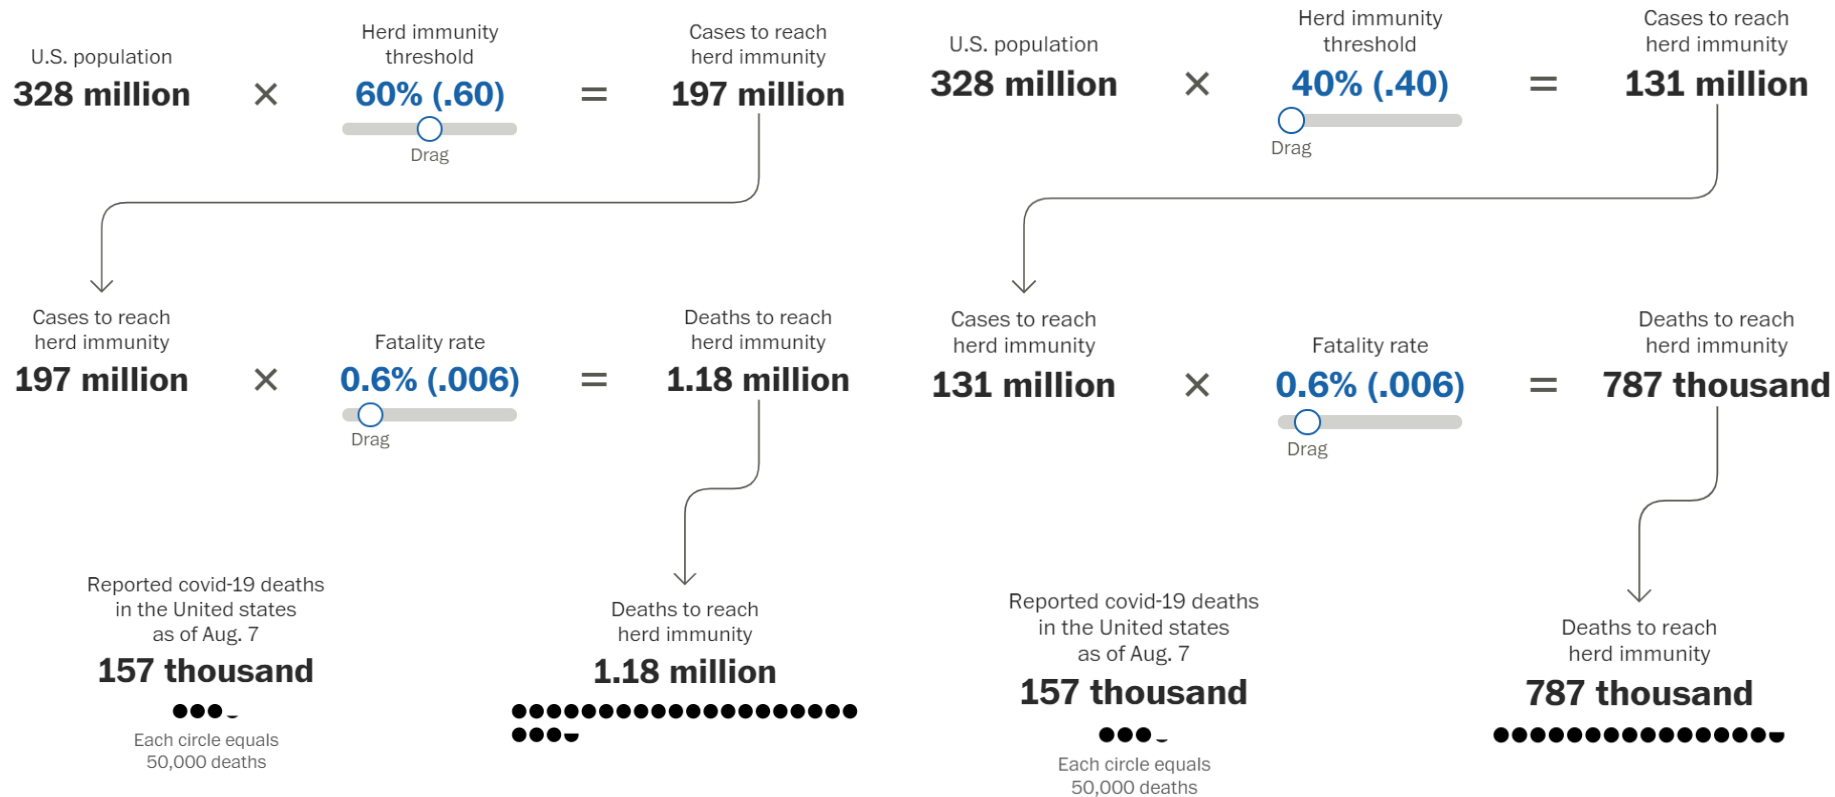 U.S. population
328 million
×
Herd immunity
threshold
60% (.60)
Drag
=
Cases to reach
herd immunity
197 million
Cases to reach
herd immunity
197 million
×
Fatality rate
0.6% (.006)
Drag
=
Deaths to reach
herd immunity
1.18 million
Reported covid-19 deaths
in the United states
as of Aug. 7
157 thousand
Each circle equals
50,000 deaths
Deaths to reach
herd immunity
1.18 million
U.S. population
328 million
×
Herd immunity
threshold
40% (.40)
Drag
=
Cases to reach
herd immunity
131 million
Cases to reach
herd immunity
131 million
×
Fatality rate
0.6% (.006)
Drag
=
Deaths to reach
herd immunity
787 thousand
Reported covid-19 deaths
in the United states
as of Aug. 7
157 thousand
Each circle equals
50,000 deaths
Deaths to reach
herd immunity
787 thousand